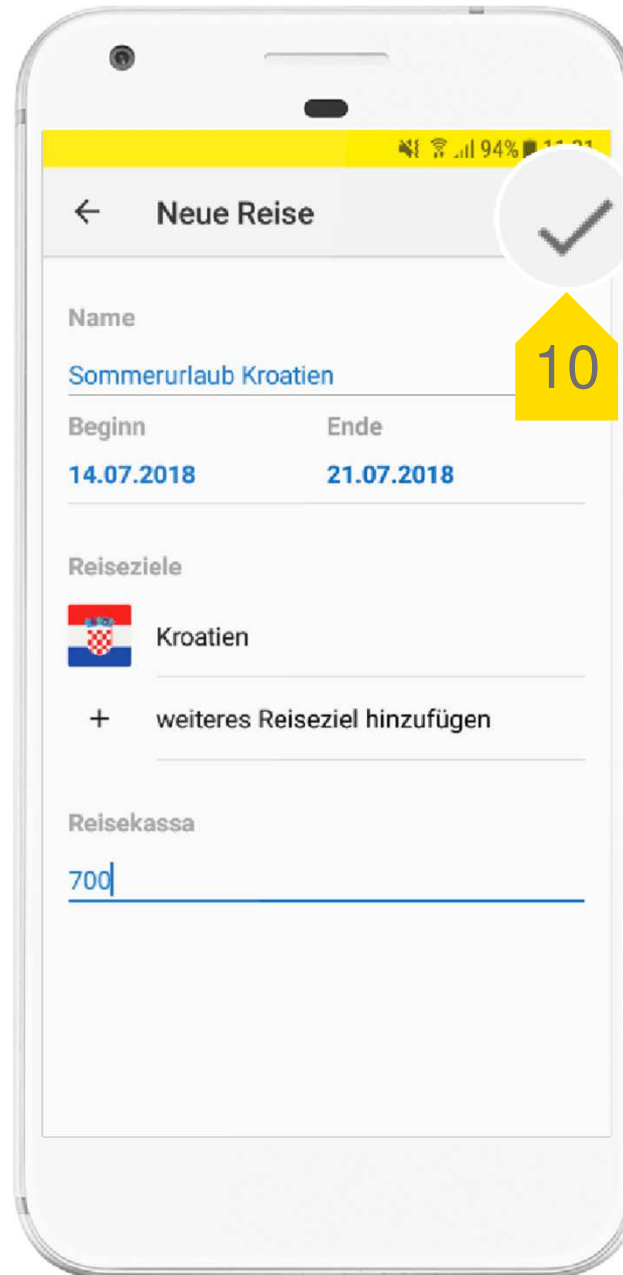 94%
Neue Reise
10
Name
Sommerurlaub Kroatien
Beginn Ende
14.07.2018 21.07.2018
Reiseziele
Kroatien
+ weiteres Reiseziel hinzufügen
Reisekassa
700